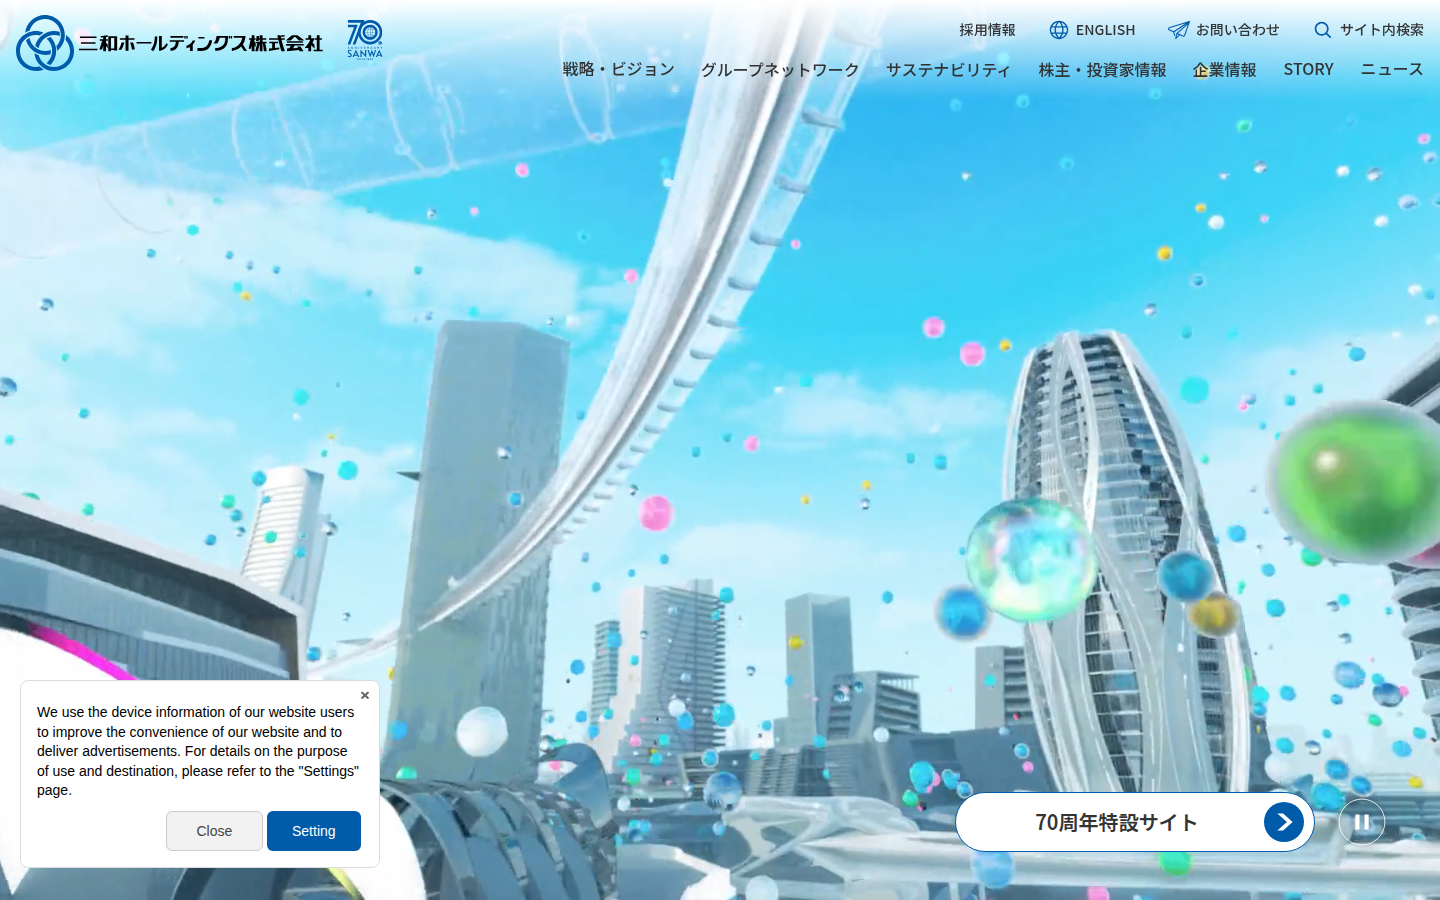 三和ホールディングス株式会社
70
ANNIVERSARY
SANWA
採用情報
ENGLISH
お問い合わせ
サイト内検索
戦略・ビジョン
グループネットワーク
サステナビリティ
株主・投資家情報
企業情報
STORY
ニュース
We use the device information of our website users
to improve the convenience of our website and to
deliver advertisements. For details on the purpose
of use and destination, please refer to the "Settings"
page.
Close
Setting
70周年特設サイト